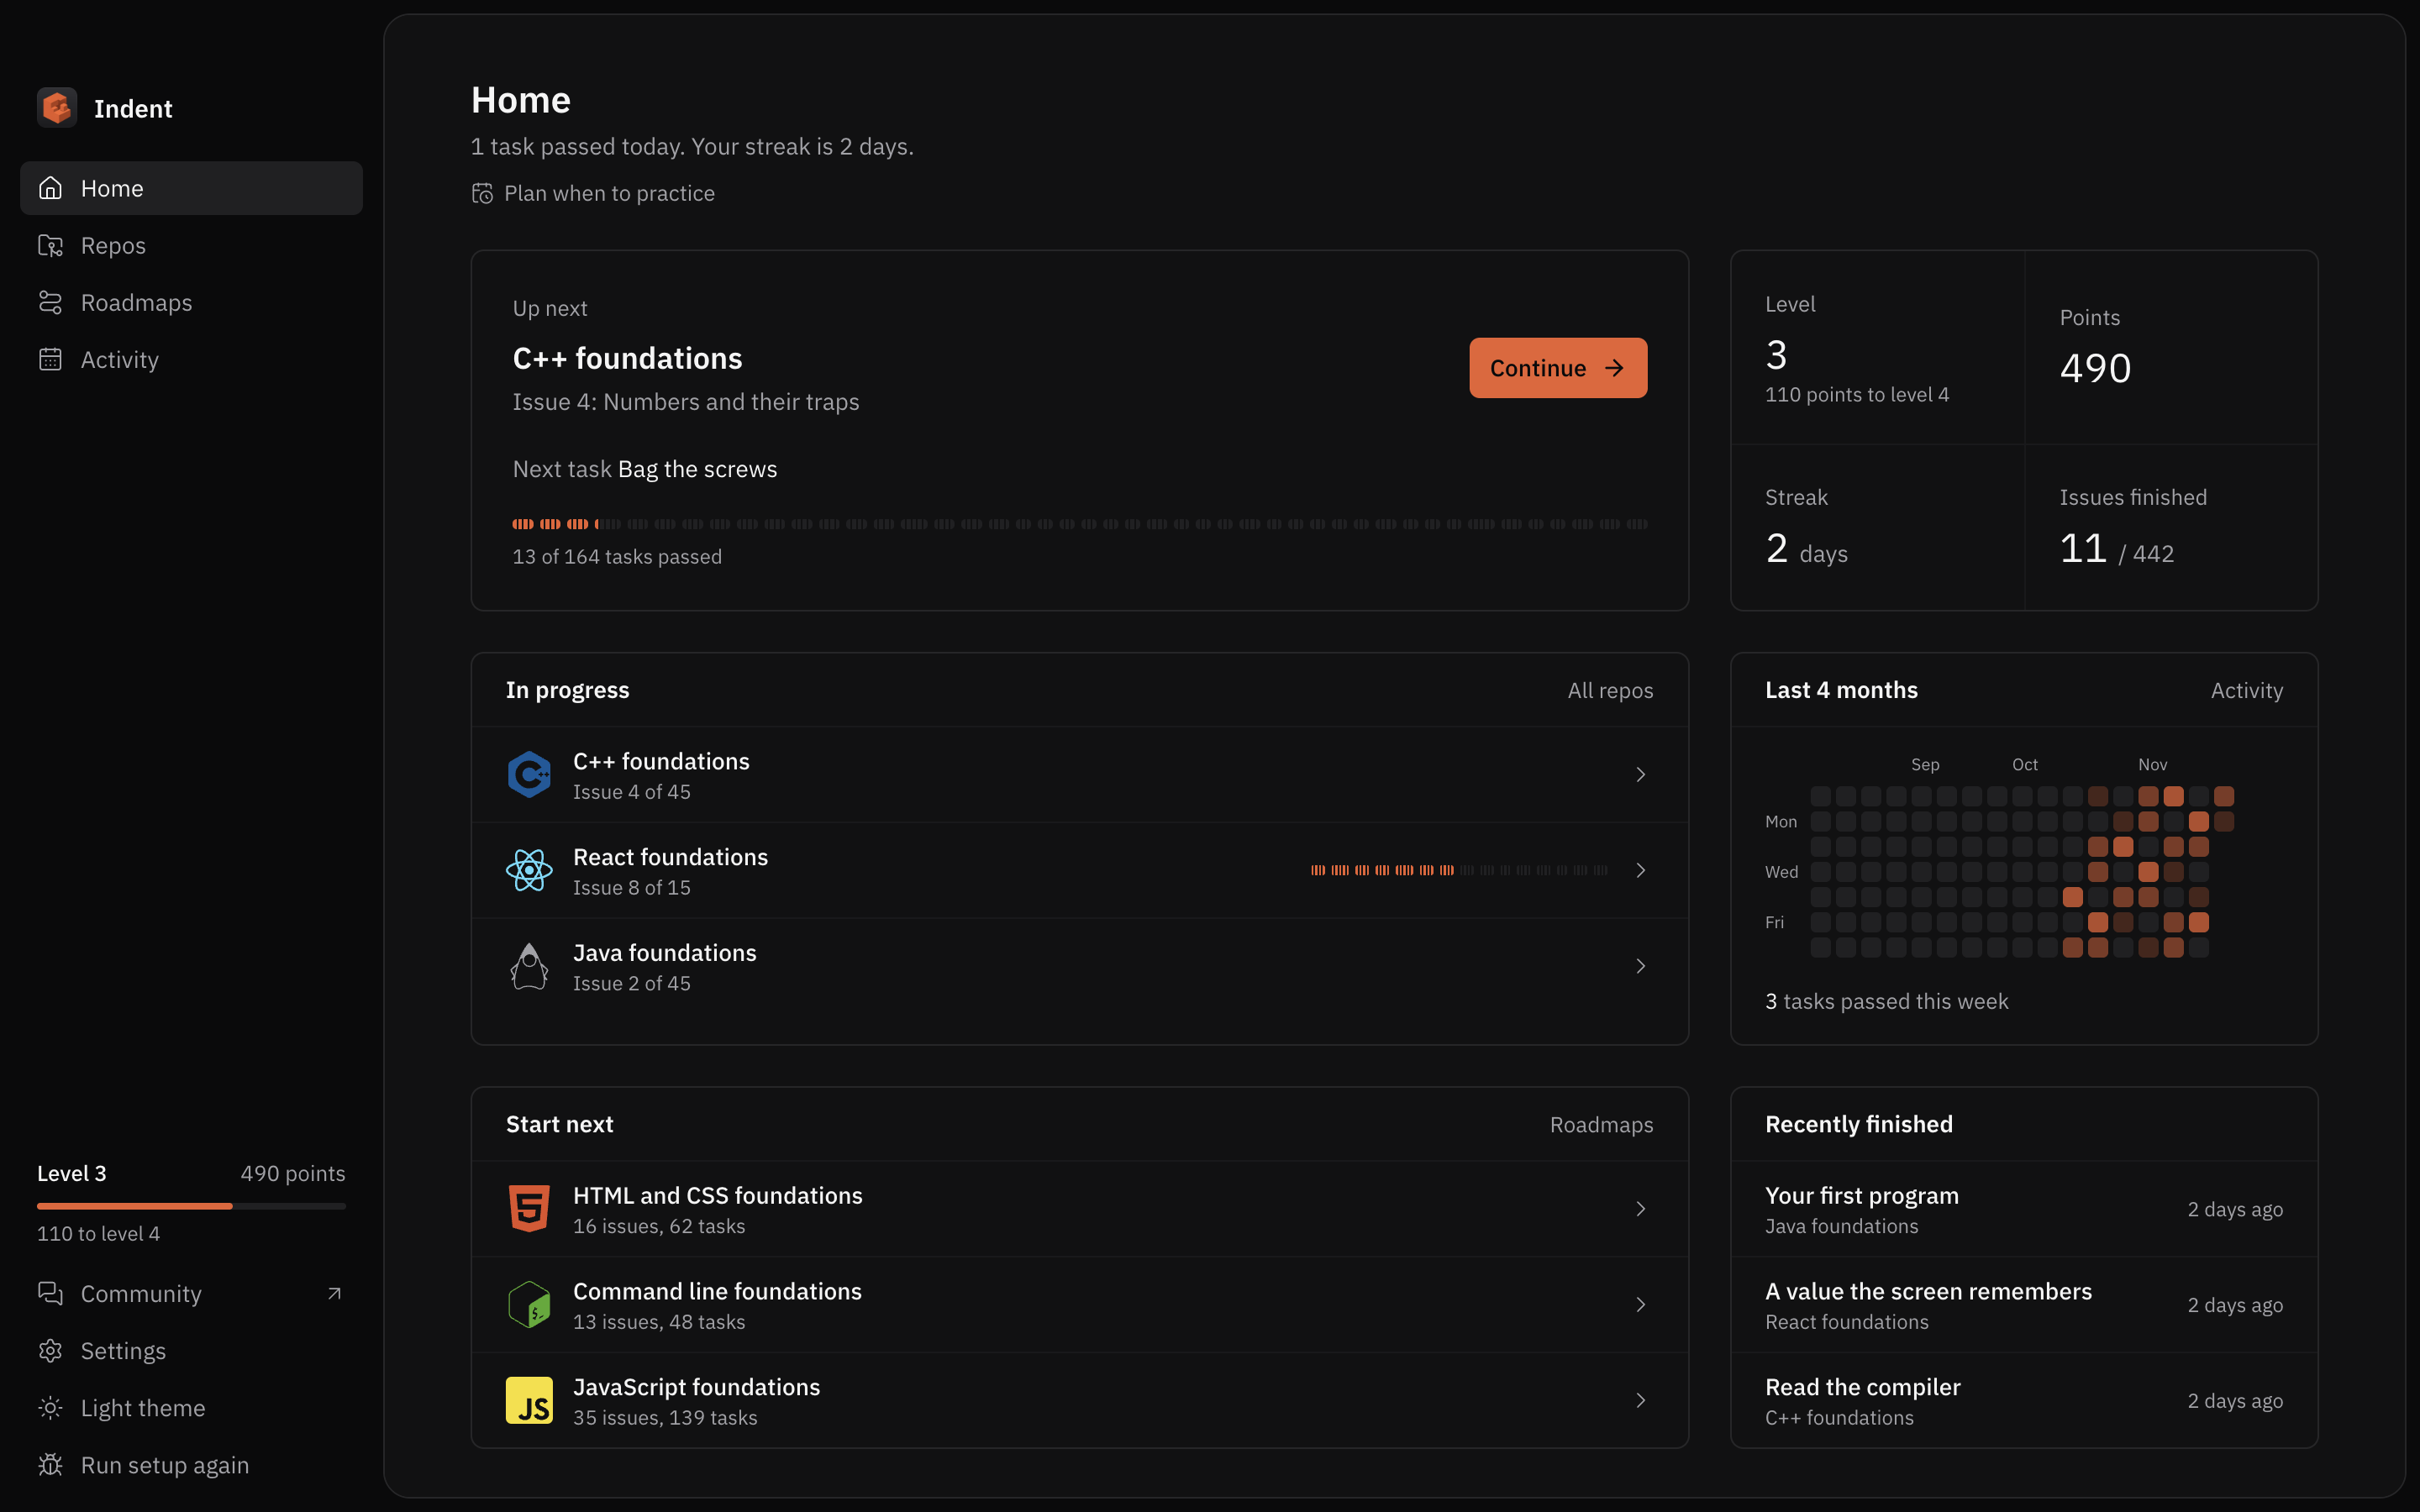 Indent
Home
Repos
Roadmaps
Activity
Level 3
490 points
110 to level 4
Community
Settings
Light theme
Run setup again
Home
1 task passed today. Your streak is 2 days.
Plan when to practice
Up next
C++ foundations
Issue 4: Numbers and their traps
Continue
Next task Bag the screws
13 of 164 tasks passed
Level
3
110 points to level 4
Points
490
Streak
2 days
Issues finished
11 / 442
In progress
All repos
C++ foundations
Issue 4 of 45
React foundations
Issue 8 of 15
Java foundations
Issue 2 of 45
Last 4 months
Activity
Sep Oct Nov
Mon
Wed
Fri
3 tasks passed this week
Start next
Roadmaps
HTML and CSS foundations
16 issues, 62 tasks
Command line foundations
13 issues, 48 tasks
JS
JavaScript foundations
35 issues, 139 tasks
Recently finished
Your first program
Java foundations
2 days ago
A value the screen remembers
React foundations
2 days ago
Read the compiler
C++ foundations
2 days ago